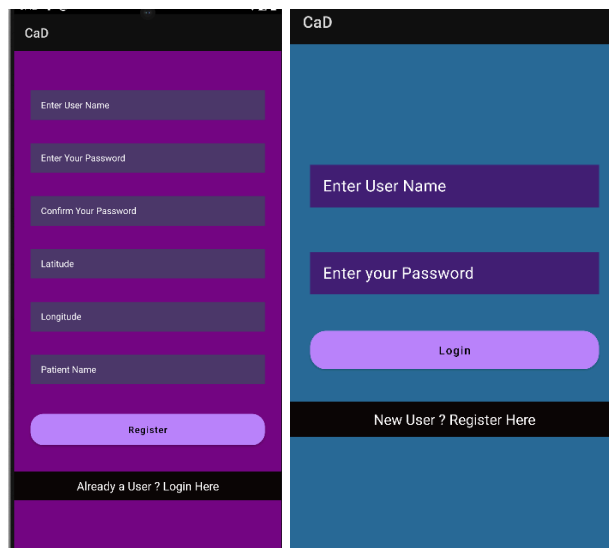 CaD
Enter User Name
Enter Your Password
Confirm Your Password
Latitude
Longitude
Patient Name
Register
Already a User ? Login Here
CaD
Enter User Name
Enter your Password
Login
New User ? Register Here